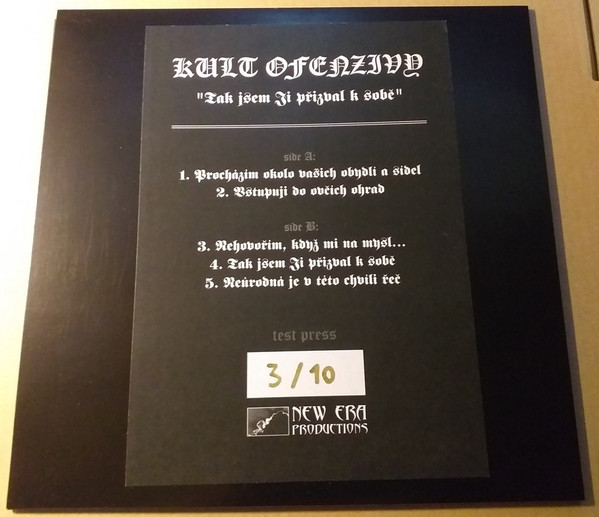 KULT OFENZIVY
"Tak jsem Ji přizval k sobě"
side A:
1. Procházím okolo vašich obydlí a sídel
2. Vstupuji do ovčích ohrad
side B:
3. Nehovořím, když mi na mysl...
4. Tak jsem Ji přizval k sobě
5. Neúrodná je v této chvíli řeč
test press
3/10
NEW ERA
PRODUCTIONS